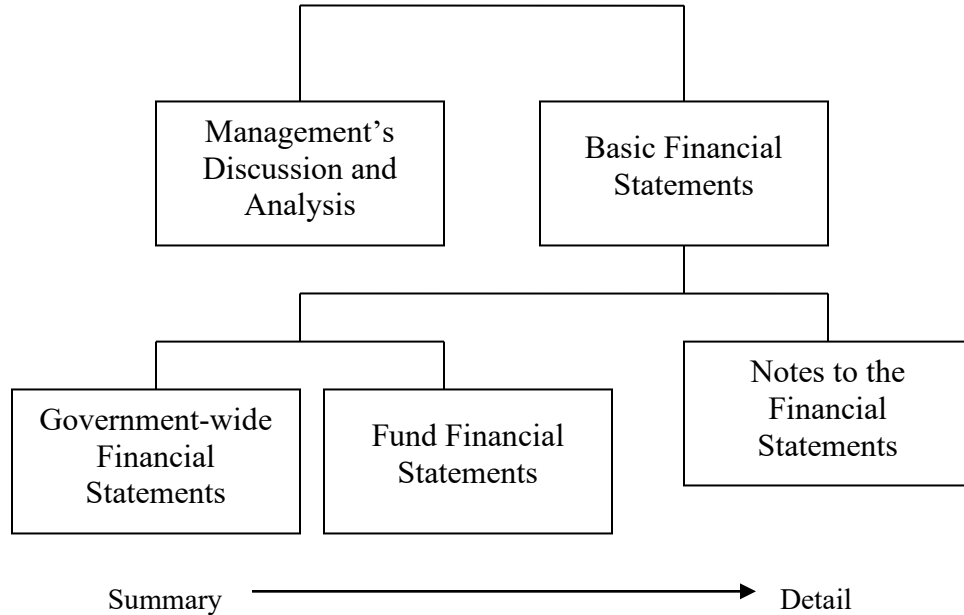 Management’s
Discussion and
Analysis
Basic Financial
Statements
Government-wide
Financial
Statements
Fund Financial
Statements
Notes to the
Financial
Statements
Summary
Detail